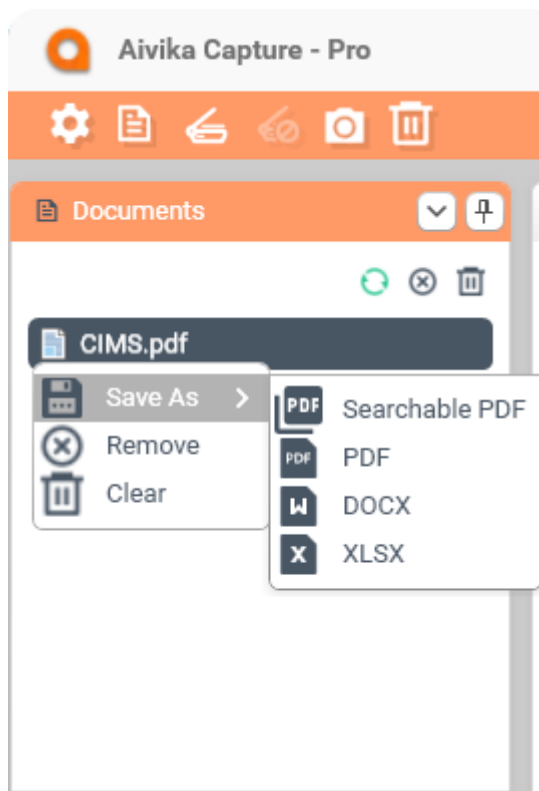 Aivika Capture - Pro
Documents
CIMS.pdf
Save As
Remove
Clear
PDF Searchable PDF
PDF PDF
W DOCX
X XLSX